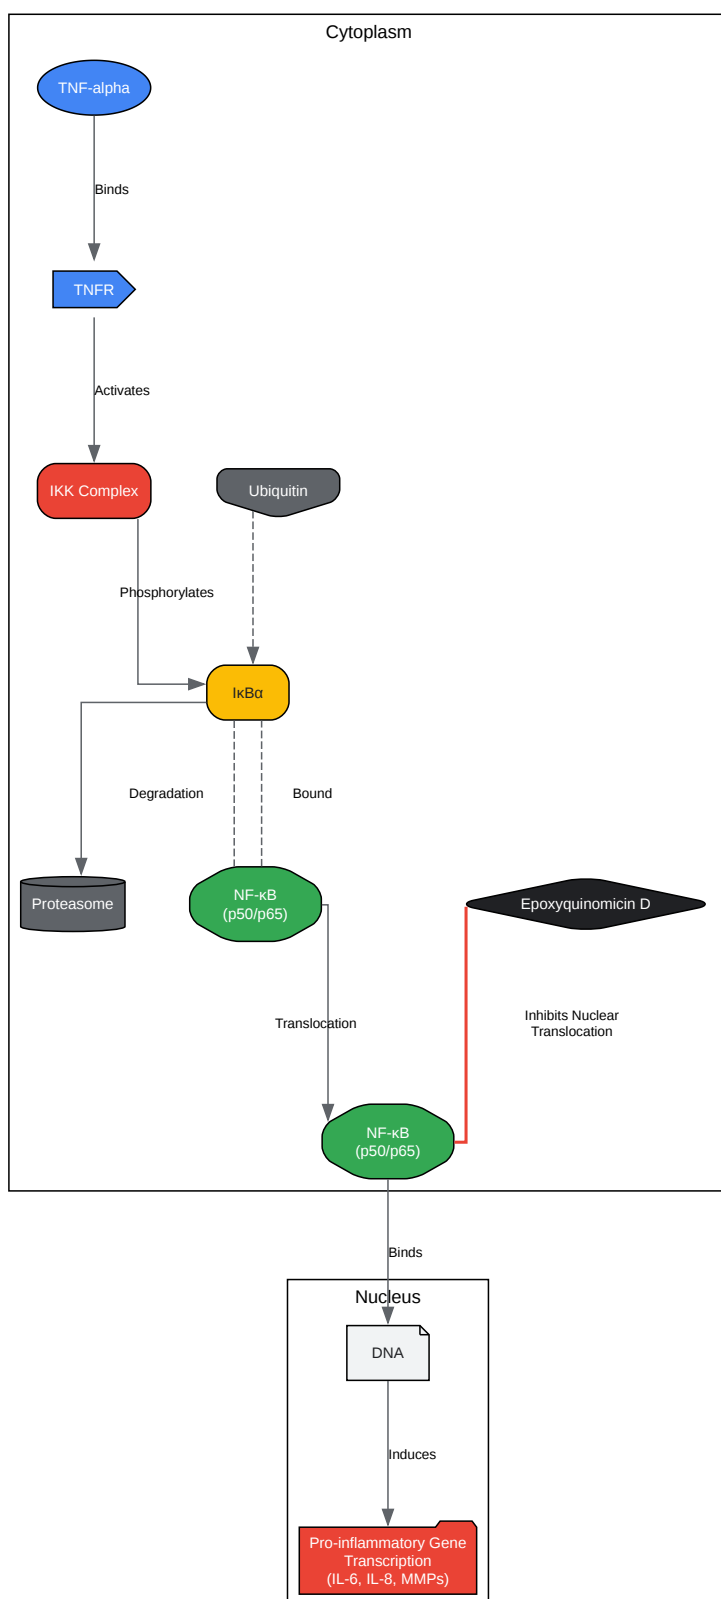 Cytoplasm
TNF-alpha
Binds
TNFR
Activates
IKK Complex
Ubiquitin
Phosphorylates
IκBα
Degradation
Bound
Proteasome
NF-κB
(p50/p65)
Epoxyquinomicin D
Inhibits Nuclear
Translocation
Translocation
NF-κB
(p50/p65)
Binds
Nucleus
DNA
Induces
Pro-inflammatory Gene
Transcription
(IL-6, IL-8, MMPs)